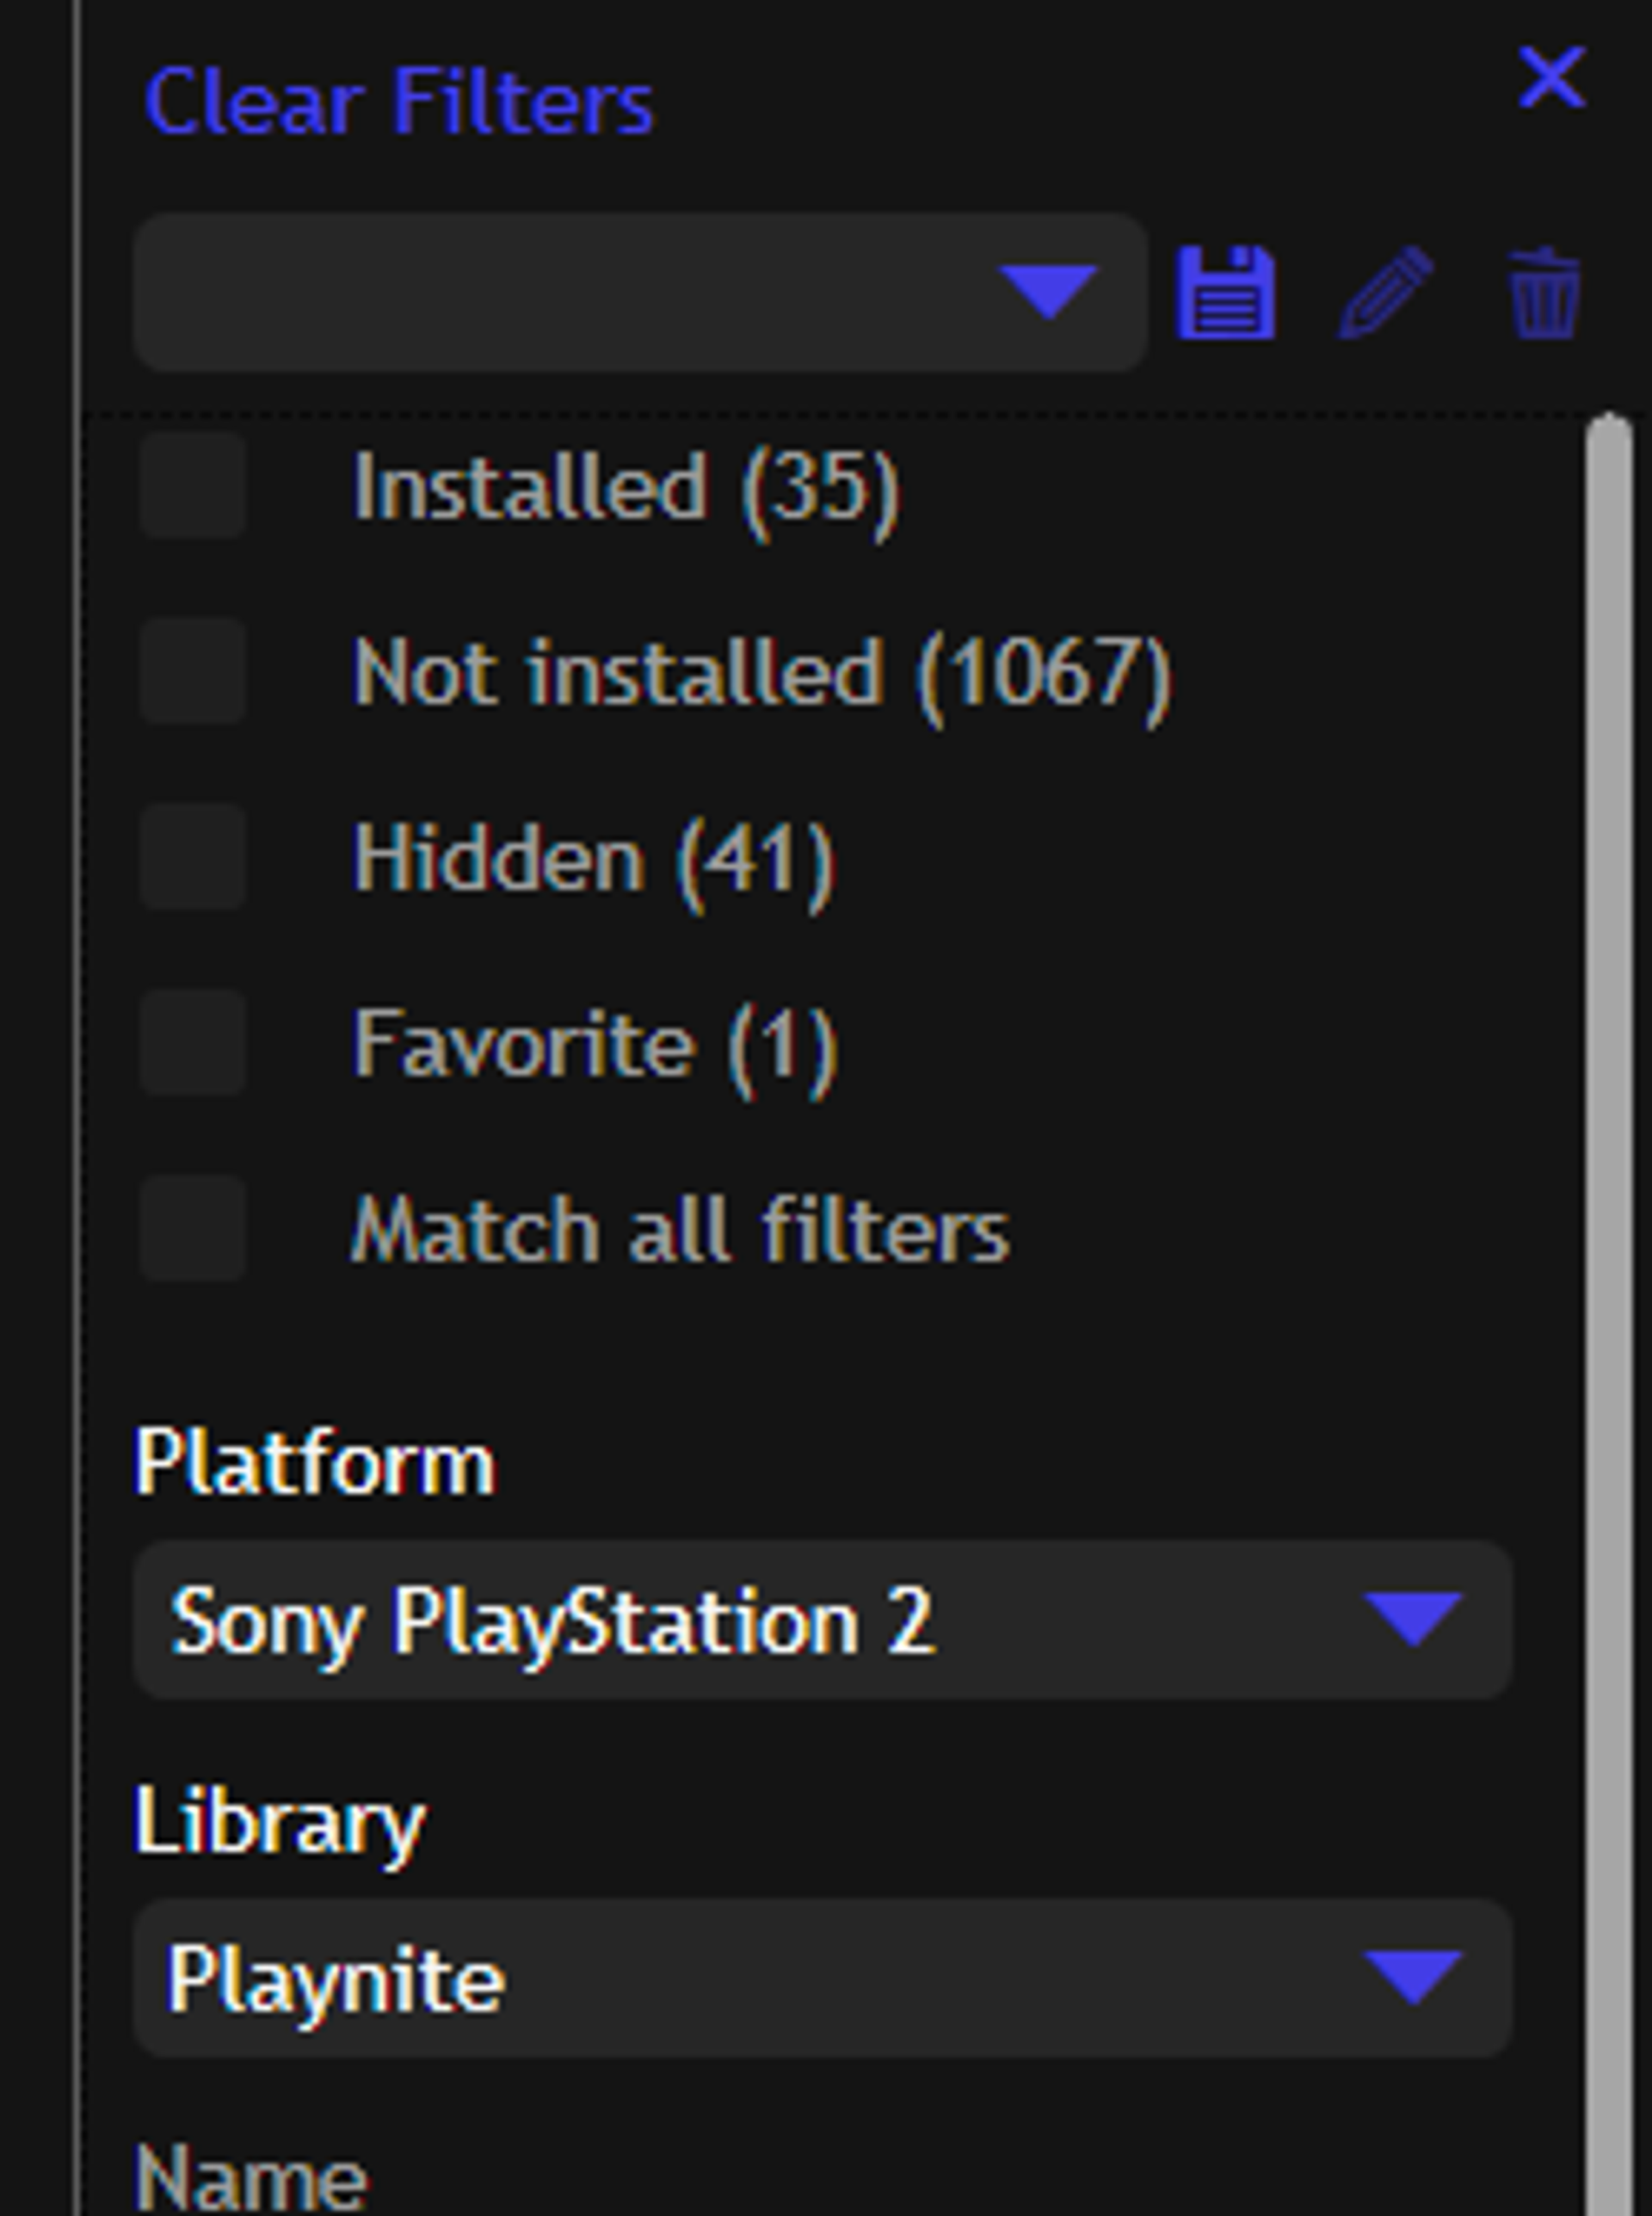 Clear Filters
Installed (35)
Not installed (1067)
Hidden (41)
Favorite (1)
Match all filters
Platform
Sony PlayStation 2
Library
Playnite
Name